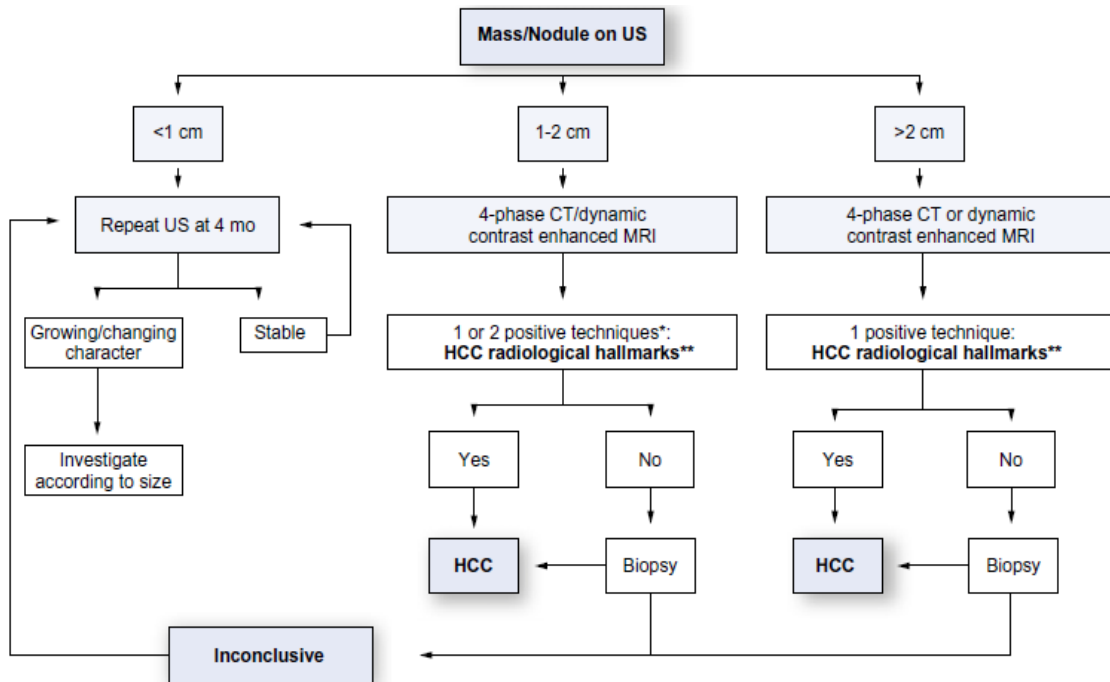 Mass/Nodule on US
<1 cm
1-2 cm
>2 cm
Repeat US at 4 mo
4-phase CT/dynamic
contrast enhanced MRI
4-phase CT or dynamic
contrast enhanced MRI
Growing/changing
character
Stable
1 or 2 positive techniques*:
HCC radiological hallmarks**
1 positive technique:
HCC radiological hallmarks**
Investigate
according to size
Yes
No
Yes
No
HCC
Biopsy
HCC
Biopsy
Inconclusive